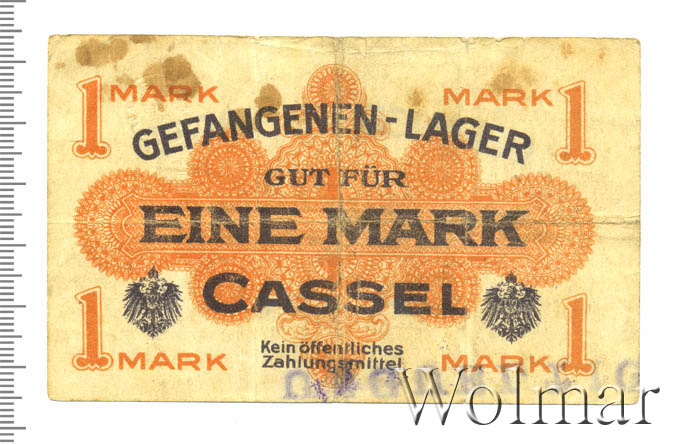 1 MARK MARK 1
GEFANGENEN-LAGER
GUT FÜR
EINE MARK
CASSEL
Kein öffentliches
Zahlungsmittel
1 MARK MARK 1
Wolmar